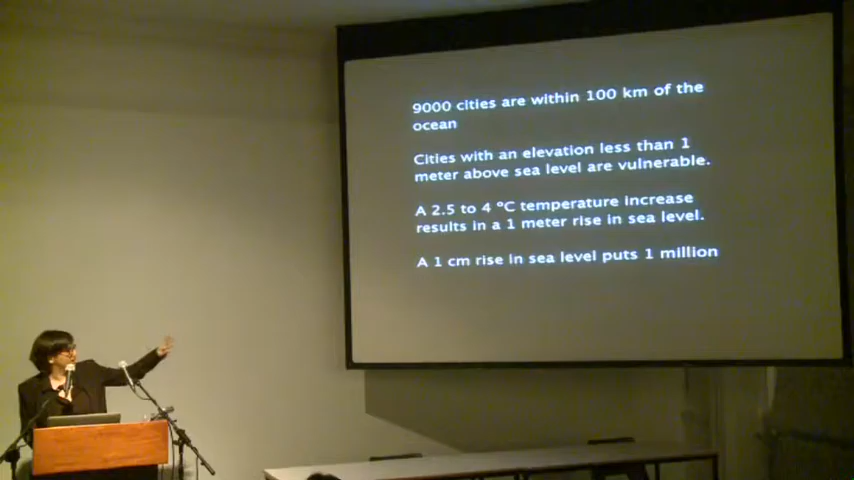 9000 cities are within 100 km of the
ocean
Cities with an elevation less than 1
meter above sea level are vulnerable.
A 2.5 to 4 ºC temperature increase
results in a 1 meter rise in sea level.
A 1 cm rise in sea level puts 1 million